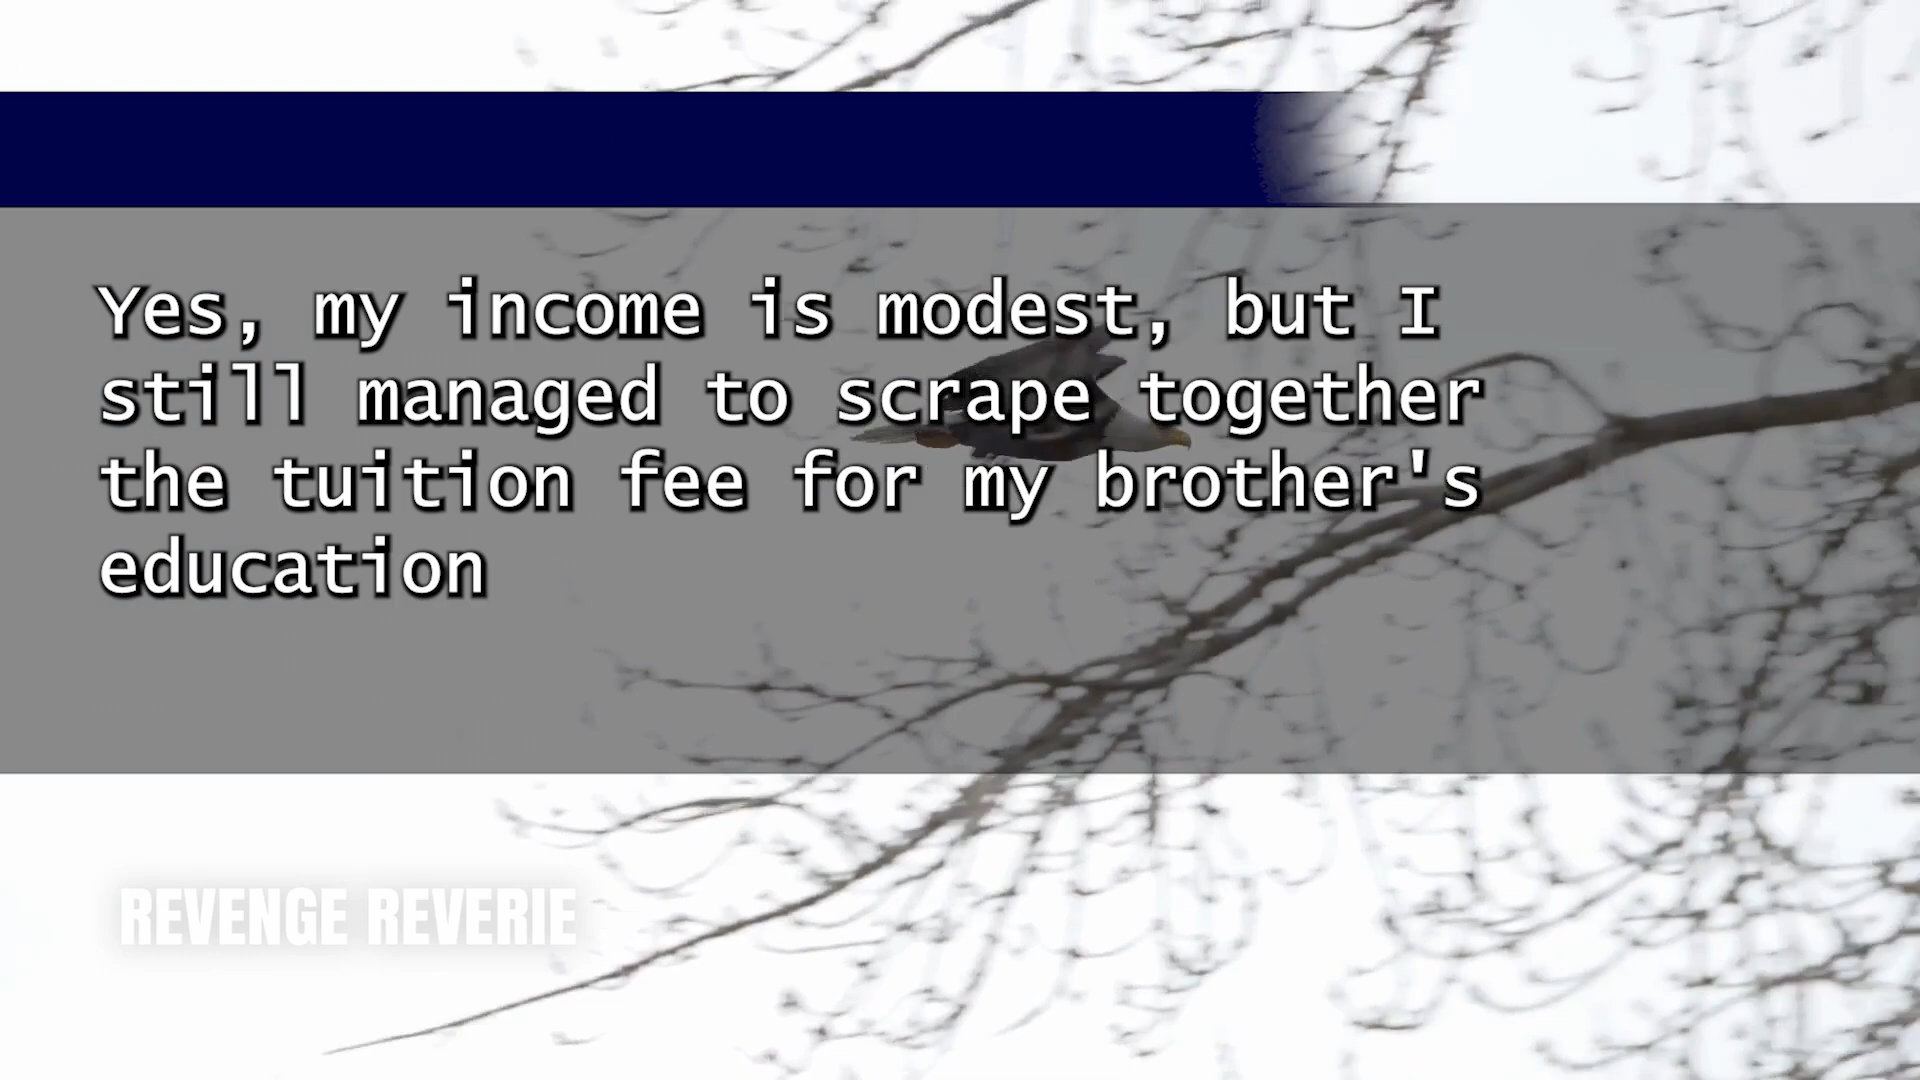 Yes, my income is modest, but I
still managed to scrape together
the tuition fee for my brother's
education
REVENGE REVERIE